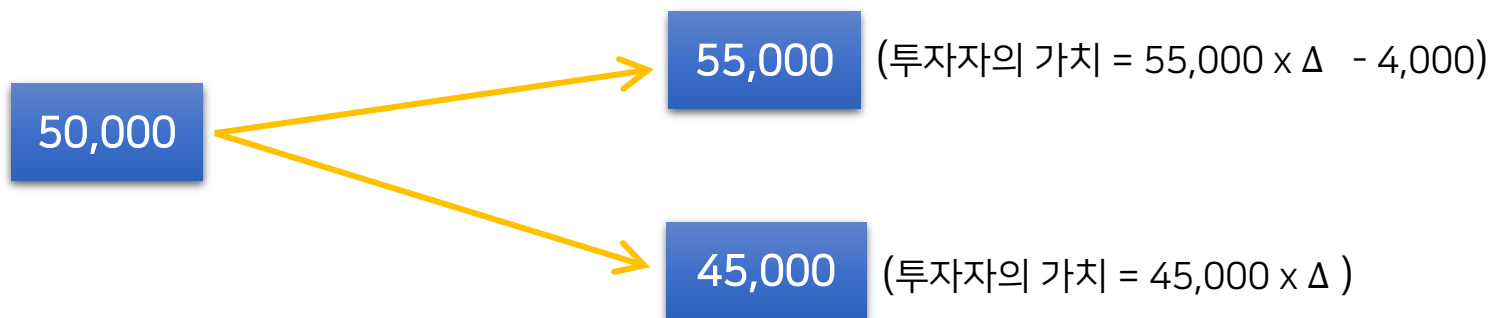 55,000 (투자자의 가치 = 55,000 x Δ - 4,000)
50,000
45,000 (투자자의 가치 = 45,000 x Δ )